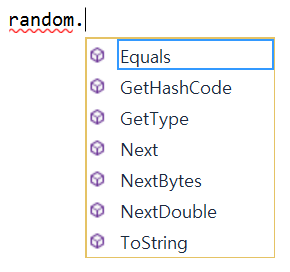 random.
Equals
GetHashCode
GetType
Next
NextBytes
NextDouble
ToString